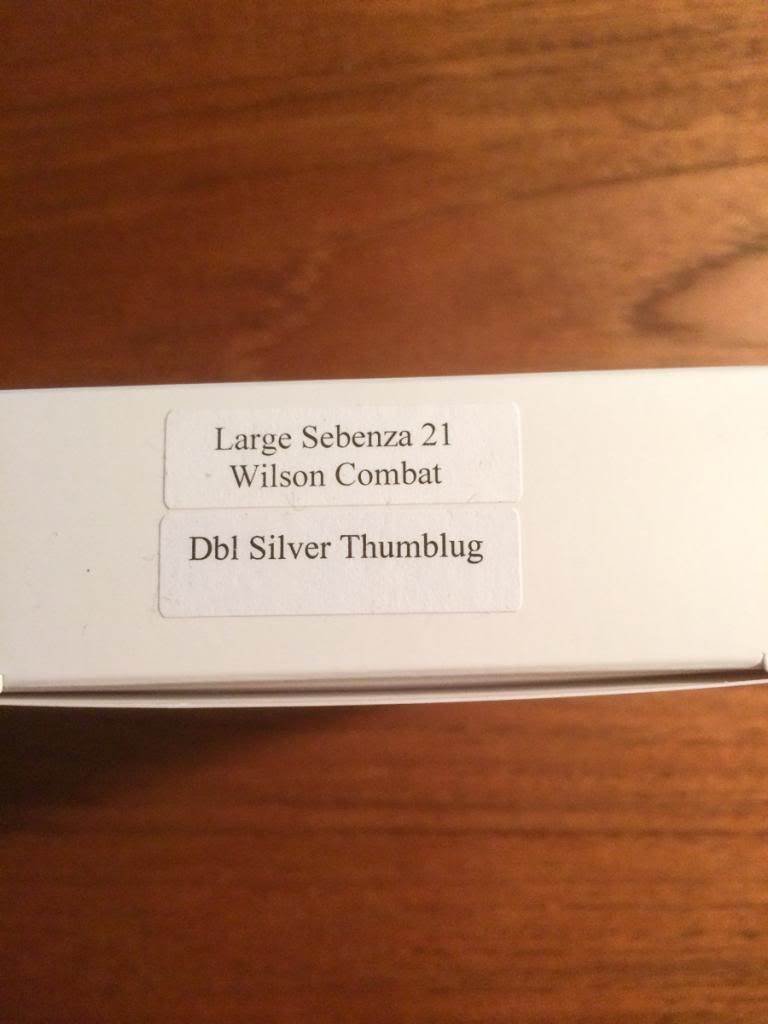 Large Sebenza 21
Wilson Combat
Dbl Silver Thumblug